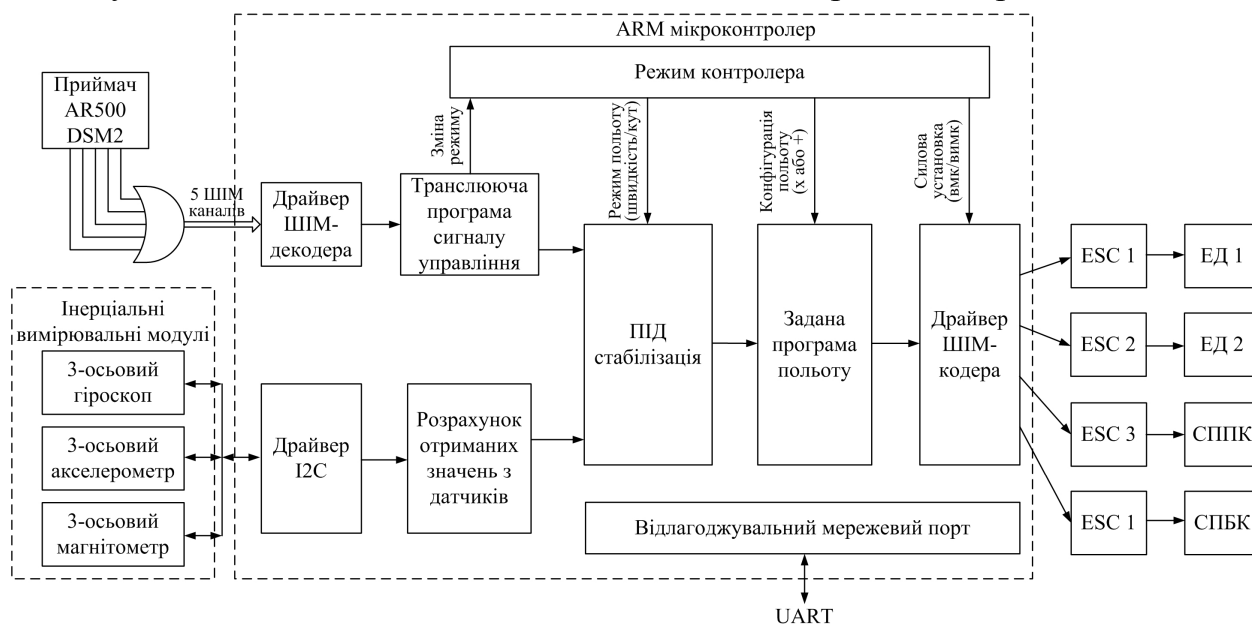 ARM мікроконтролер
Режим контролера
Приймач
AR500
DSM2
5 ШІМ
каналів
Драйвер
ШІМ-
декодера
Зміна
режиму
Транслююча
програма
сигналу
управління
Режим польоту
(швидкість/кут)
Конфігурація
польоту
(х або +)
Силова
установка
(вмк/вимк)
Інерціальні
вимірювальні модулі
3-осьовий
гіроскоп
3-осьовий
акселерометр
3-осьовий
магнітометр
Драйвер
I2C
Розрахунок
отриманих
значень з
датчиків
ПІД
стабілізація
Задана
програма
польоту
Драйвер
ШІМ-
кодера
ESC 1
ЕД 1
ESC 2
ЕД 2
ESC 3
СППК
ESC 1
СПБК
Відлагоджувальний мережевий порт
UART